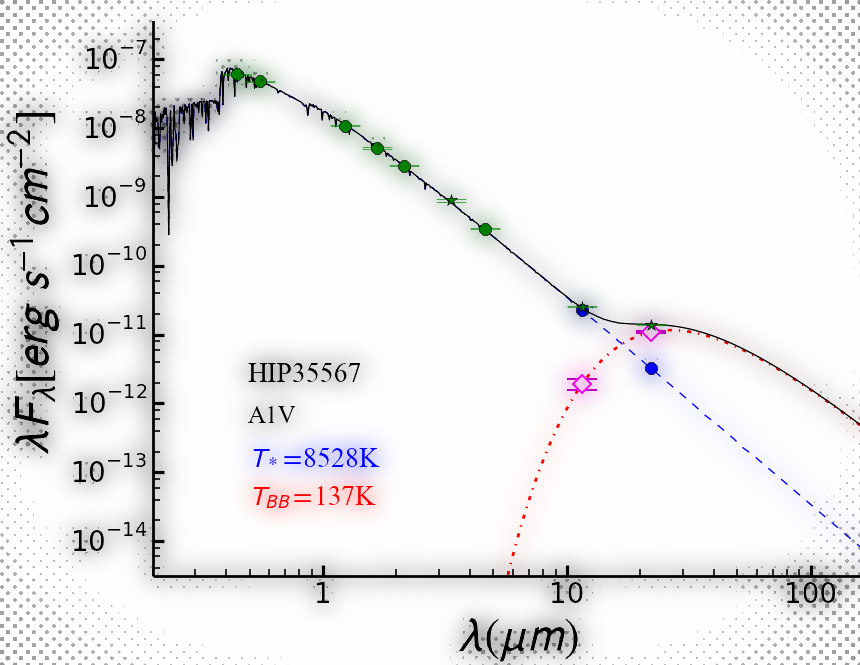 10⁻⁷
10⁻⁸
10⁻⁹
10⁻¹⁰
10⁻¹¹
10⁻¹²
10⁻¹³
10⁻¹⁴
λF_λ[erg s⁻¹ cm⁻²]
HIP35567
A1V
T_*=8528K
T_BB=137K
1 10 100
λ(μm)